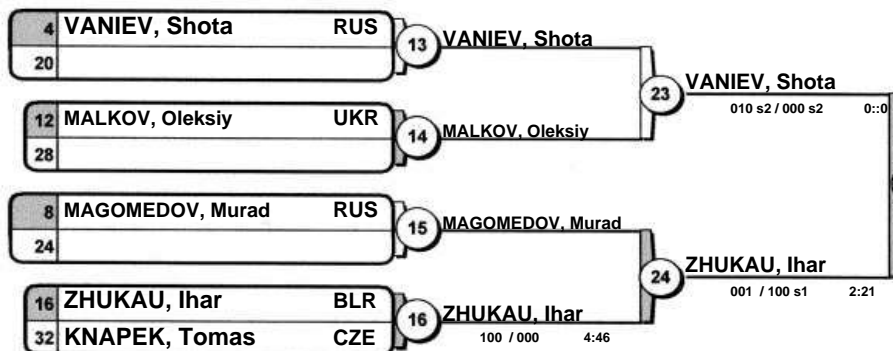 4 VANIEV, Shota RUS
20
13 VANIEV, Shota
12 MALKOV, Oleksiy UKR
28
14 MALKOV, Oleksiy
23 VANIEV, Shota
010 s2 / 000 s2 0::0
8 MAGOMEDOV, Murad RUS
24
15 MAGOMEDOV, Murad
16 ZHUKAU, Ihar BLR
32 KNAPEK, Tomas CZE
16 ZHUKAU, Ihar
100 / 000 4:46
24 ZHUKAU, Ihar
001 / 100 s1 2:21